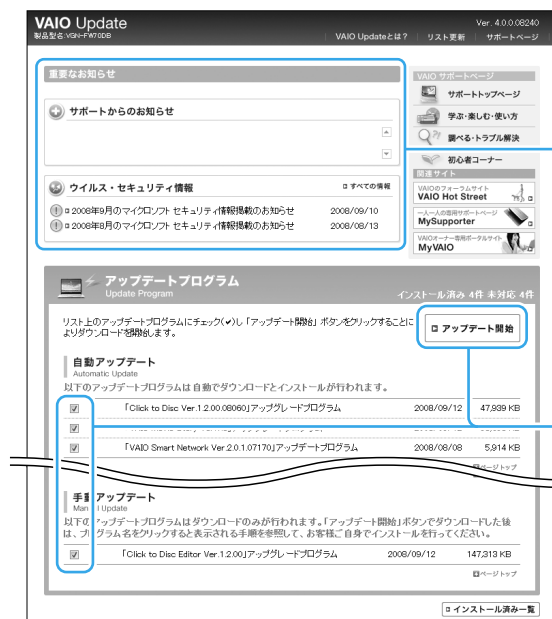 VAIO Update
製品型名:VGN-FW70DB
Ver. 4.0.0.08240
VAIO Updateとは? リスト更新 サポートページ
重要なお知らせ
サポートからのお知らせ
ウイルス・セキュリティ情報 すべての情報
2008年9月のマイクロソフト セキュリティ情報掲載のお知らせ 2008/09/10
2008年8月のマイクロソフト セキュリティ情報掲載のお知らせ 2008/08/13
VAIO サポートページ
サポートトップページ
学ぶ・楽しむ・使い方
調べる・トラブル解決
初心者コーナー
関連サイト
VAIOのフォーラムサイト
VAIO Hot Street
一人一人の専用サポートページ
MySupporter
VAIOオーナー専用ポータルサイト
MyVAIO
アップデートプログラム
Update Program
インストール済み 4件 未対応 4件
リスト上のアップデートプログラムにチェック(✔)し「アップデート開始」ボタンをクリックすることに
よりダウンロードを開始します。
アップデート開始
自動アップデート
Automatic Update
以下のアップデートプログラムは自動でダウンロードとインストールが行われます。
「Click to Disc Ver.1.2.00.08060」アップグレードプログラム 2008/09/12 47,939 KB
「VAIO Smart Network Ver.2.0.1.07170」アップデートプログラム 2008/08/08 5,914 KB
ページトップ
手動アップデート
Manual Update
以下のアップデートプログラムはダウンロードのみが行われます。「アップデート開始」ボタンでダウンロードした後
は、プログラム名をクリックすると表示される手順を参照して、お客様ご自身でインストールを行ってください。
「Click to Disc Editor Ver.1.2.00」アップグレードプログラム 2008/09/12 147,313 KB
ページトップ
インストール済み一覧